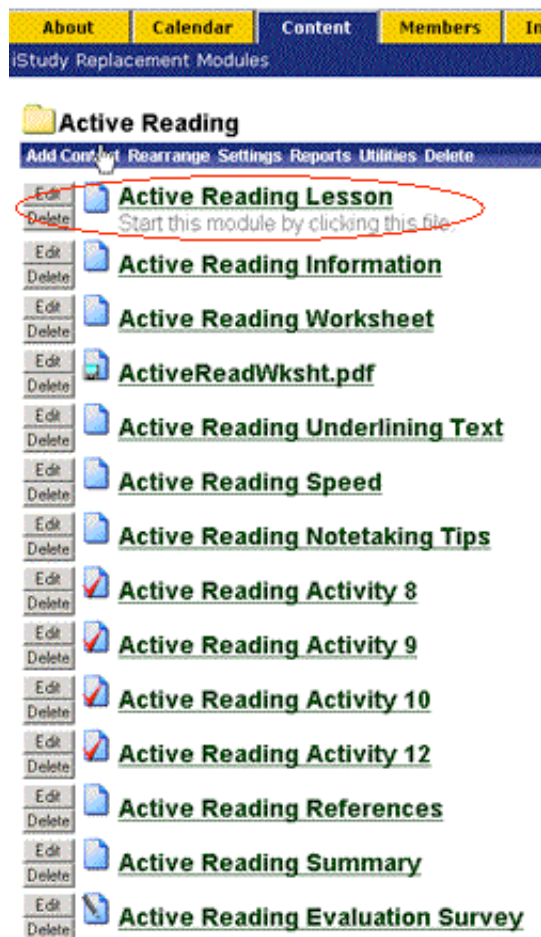 About Calendar Content Members In
iStudy Replacement Modules
Active Reading
Add Content Rearrange Settings Reports Utilities Delete
Edit Active Reading Lesson
Delete Start this module by clicking this file.
Edit
Delete Active Reading Information
Edit
Delete Active Reading Worksheet
Edit
Delete ActiveReadWksht.pdf
Edit
Delete Active Reading Underlining Text
Edit
Delete Active Reading Speed
Edit
Delete Active Reading Notetaking Tips
Edit
Delete Active Reading Activity 8
Edit
Delete Active Reading Activity 9
Edit
Delete Active Reading Activity 10
Edit
Delete Active Reading Activity 12
Edit
Delete Active Reading References
Edit
Delete Active Reading Summary
Edit
Delete Active Reading Evaluation Survey